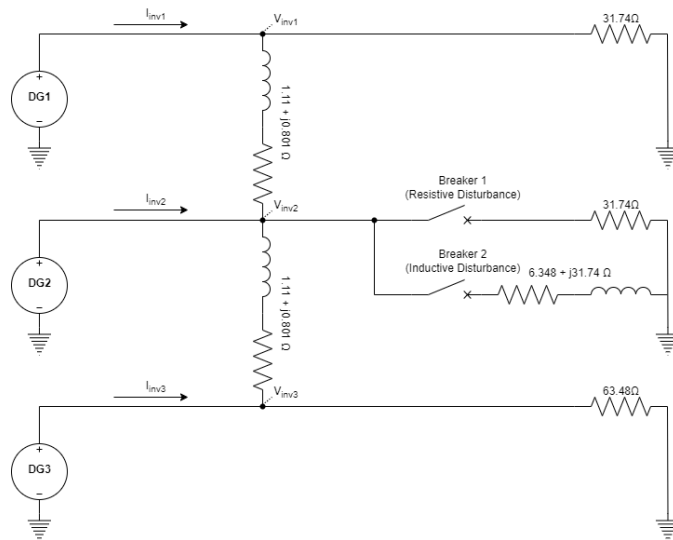 I_inv1
V_inv1
31.74Ω
+
DG1
−
1.11 + j0.801 Ω
I_inv2
V_inv2
Breaker 1
(Resistive Disturbance)
31.74Ω
+
DG2
−
Breaker 2
(Inductive Disturbance)
6.348 + j31.74 Ω
1.11 + j0.801 Ω
I_inv3
V_inv3
63.48Ω
+
DG3
−